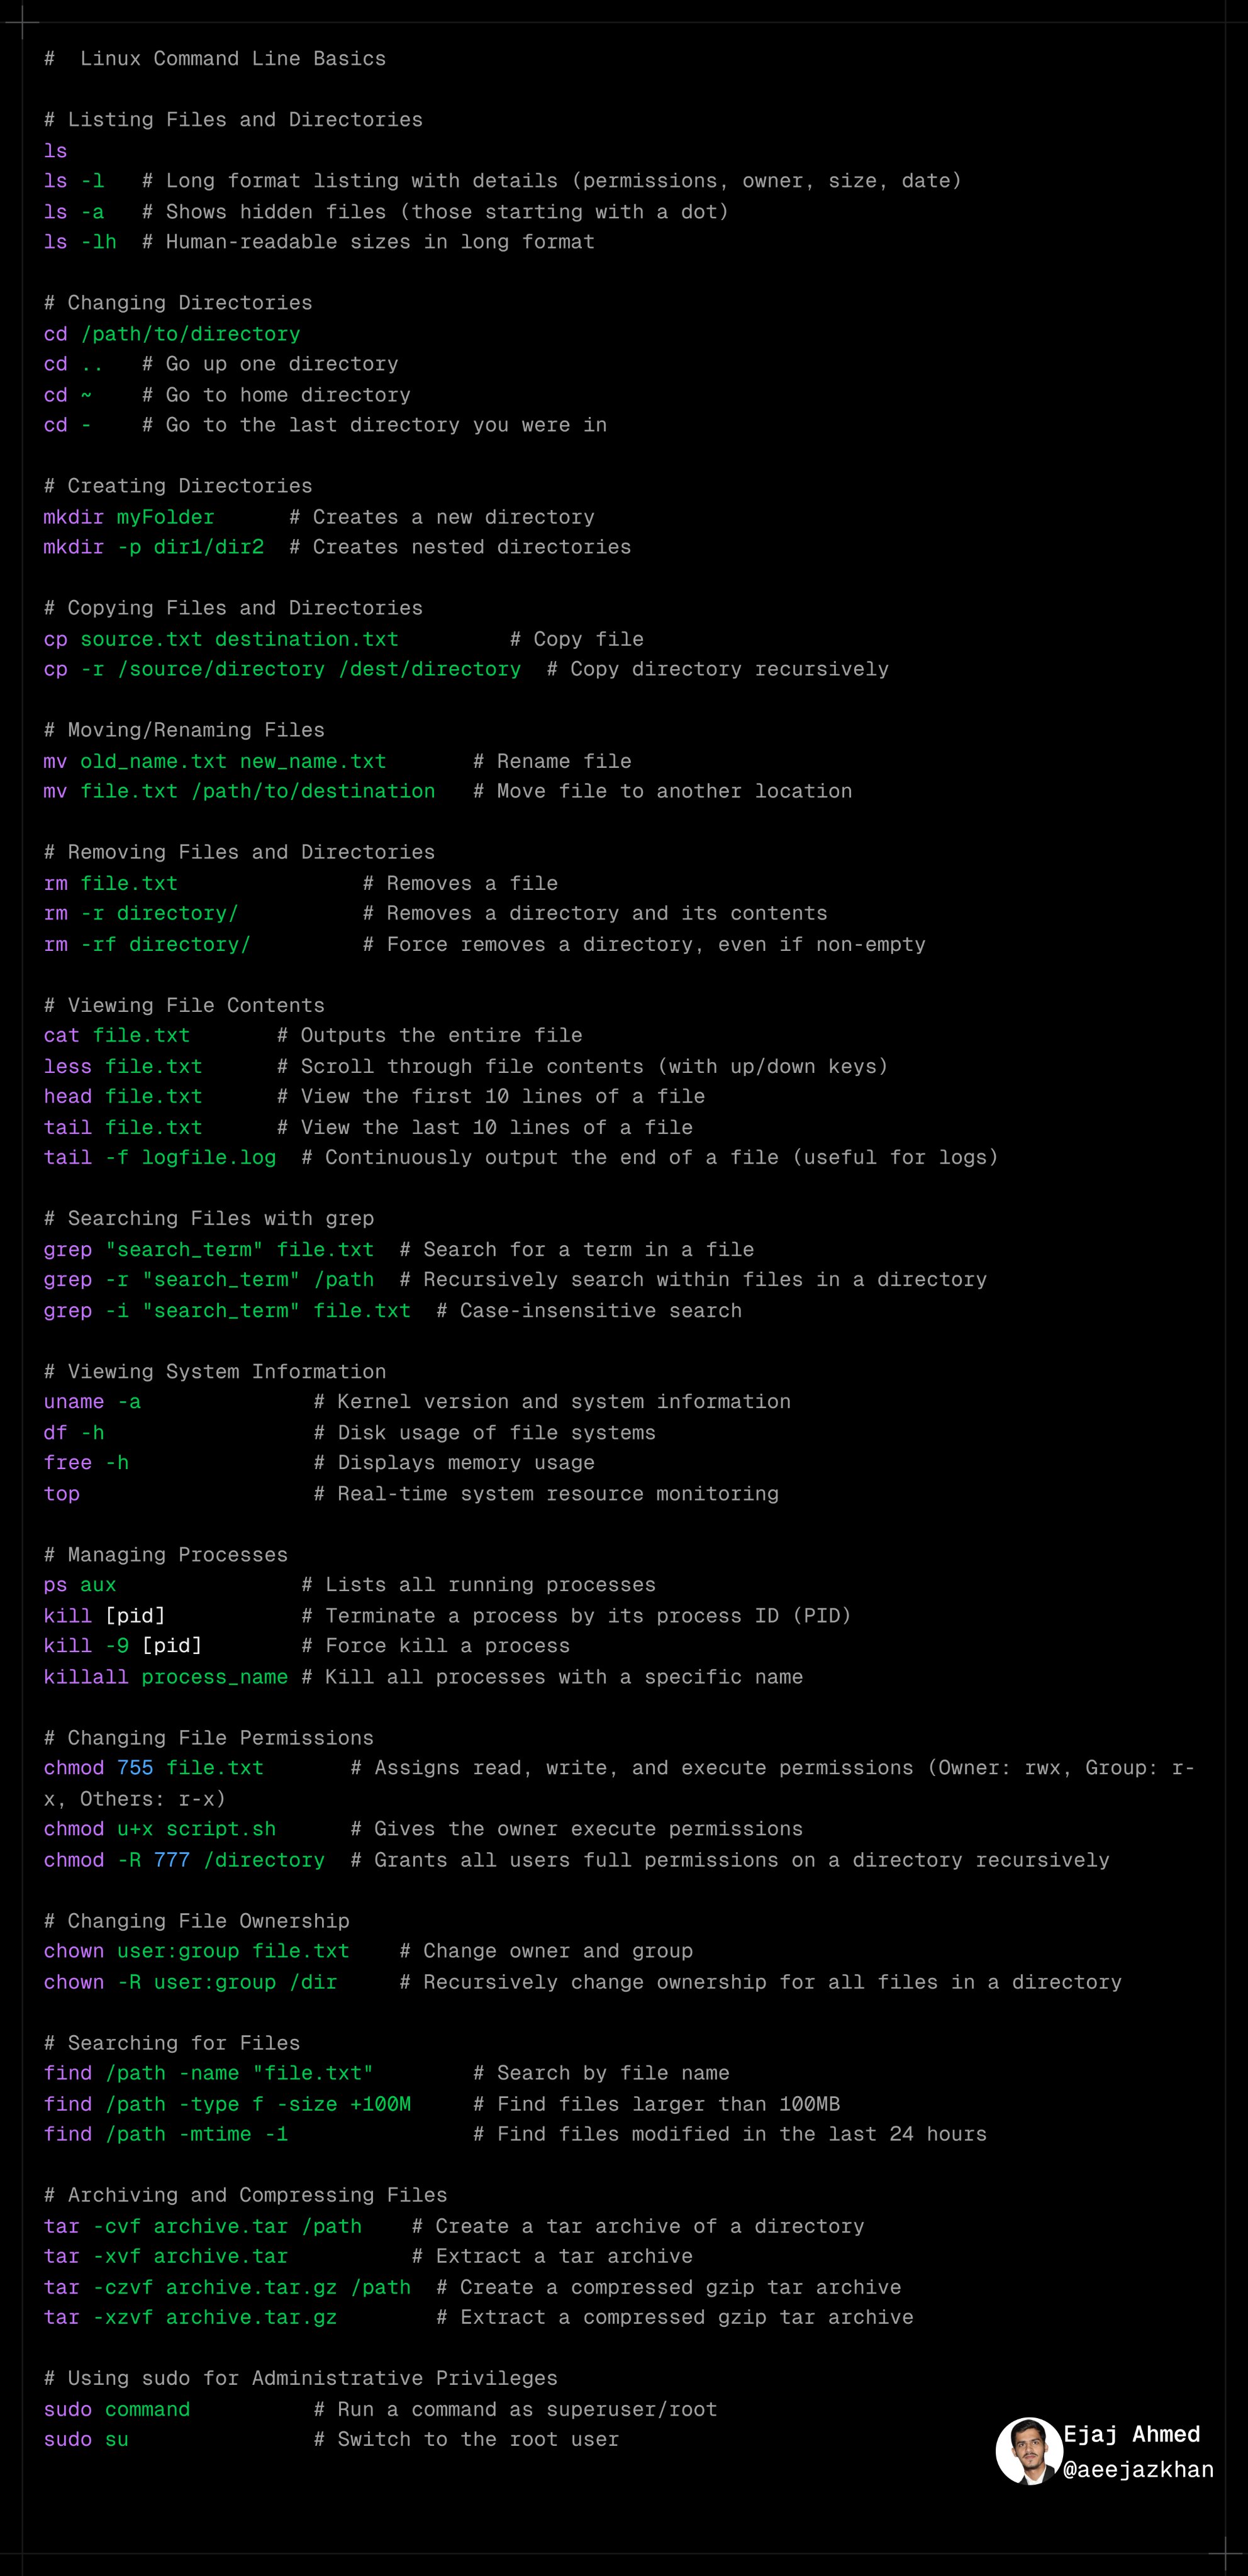 #  Linux Command Line Basics

# Listing Files and Directories
ls
ls -l   # Long format listing with details (permissions, owner, size, date)
ls -a   # Shows hidden files (those starting with a dot)
ls -lh  # Human-readable sizes in long format

# Changing Directories
cd /path/to/directory
cd ..   # Go up one directory
cd ~    # Go to home directory
cd -    # Go to the last directory you were in

# Creating Directories
mkdir myFolder      # Creates a new directory
mkdir -p dir1/dir2  # Creates nested directories

# Copying Files and Directories
cp source.txt destination.txt         # Copy file
cp -r /source/directory /dest/directory  # Copy directory recursively

# Moving/Renaming Files
mv old_name.txt new_name.txt       # Rename file
mv file.txt /path/to/destination   # Move file to another location

# Removing Files and Directories
rm file.txt               # Removes a file
rm -r directory/          # Removes a directory and its contents
rm -rf directory/         # Force removes a directory, even if non-empty

# Viewing File Contents
cat file.txt       # Outputs the entire file
less file.txt      # Scroll through file contents (with up/down keys)
head file.txt      # View the first 10 lines of a file
tail file.txt      # View the last 10 lines of a file
tail -f logfile.log  # Continuously output the end of a file (useful for logs)

# Searching Files with grep
grep "search_term" file.txt  # Search for a term in a file
grep -r "search_term" /path  # Recursively search within files in a directory
grep -i "search_term" file.txt  # Case-insensitive search

# Viewing System Information
uname -a              # Kernel version and system information
df -h                 # Disk usage of file systems
free -h               # Displays memory usage
top                   # Real-time system resource monitoring

# Managing Processes
ps aux               # Lists all running processes
kill [pid]           # Terminate a process by its process ID (PID)
kill -9 [pid]        # Force kill a process
killall process_name # Kill all processes with a specific name

# Changing File Permissions
chmod 755 file.txt       # Assigns read, write, and execute permissions (Owner: rwx, Group: r-
x, Others: r-x)
chmod u+x script.sh      # Gives the owner execute permissions
chmod -R 777 /directory  # Grants all users full permissions on a directory recursively

# Changing File Ownership
chown user:group file.txt    # Change owner and group
chown -R user:group /dir     # Recursively change ownership for all files in a directory

# Searching for Files
find /path -name "file.txt"        # Search by file name
find /path -type f -size +100M     # Find files larger than 100MB
find /path -mtime -1               # Find files modified in the last 24 hours

# Archiving and Compressing Files
tar -cvf archive.tar /path    # Create a tar archive of a directory
tar -xvf archive.tar          # Extract a tar archive
tar -czvf archive.tar.gz /path  # Create a compressed gzip tar archive
tar -xzvf archive.tar.gz        # Extract a compressed gzip tar archive

# Using sudo for Administrative Privileges
sudo command          # Run a command as superuser/root
sudo su               # Switch to the root user
Ejaj Ahmed
@aeejazkhan